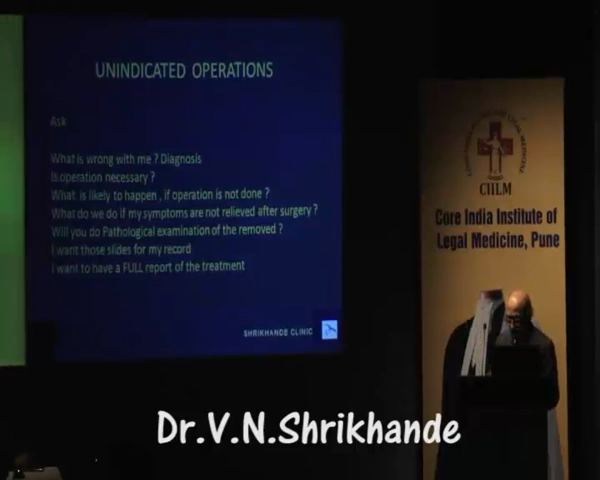 UNINDICATED OPERATIONS
Ask
What is wrong with me ? Diagnosis
Is operation necessary ?
What is likely to happen , if operation is not done ?
What do we do if my symptoms are not relieved after surgery ?
Will you do Pathological examination of the removed ?
I want those slides for my record
I want to have a FULL report of the treatment
SHRIKHANDE CLINIC
CIILM
Core India Institute of
Legal Medicine, Pune
Dr.V.N.Shrikhande